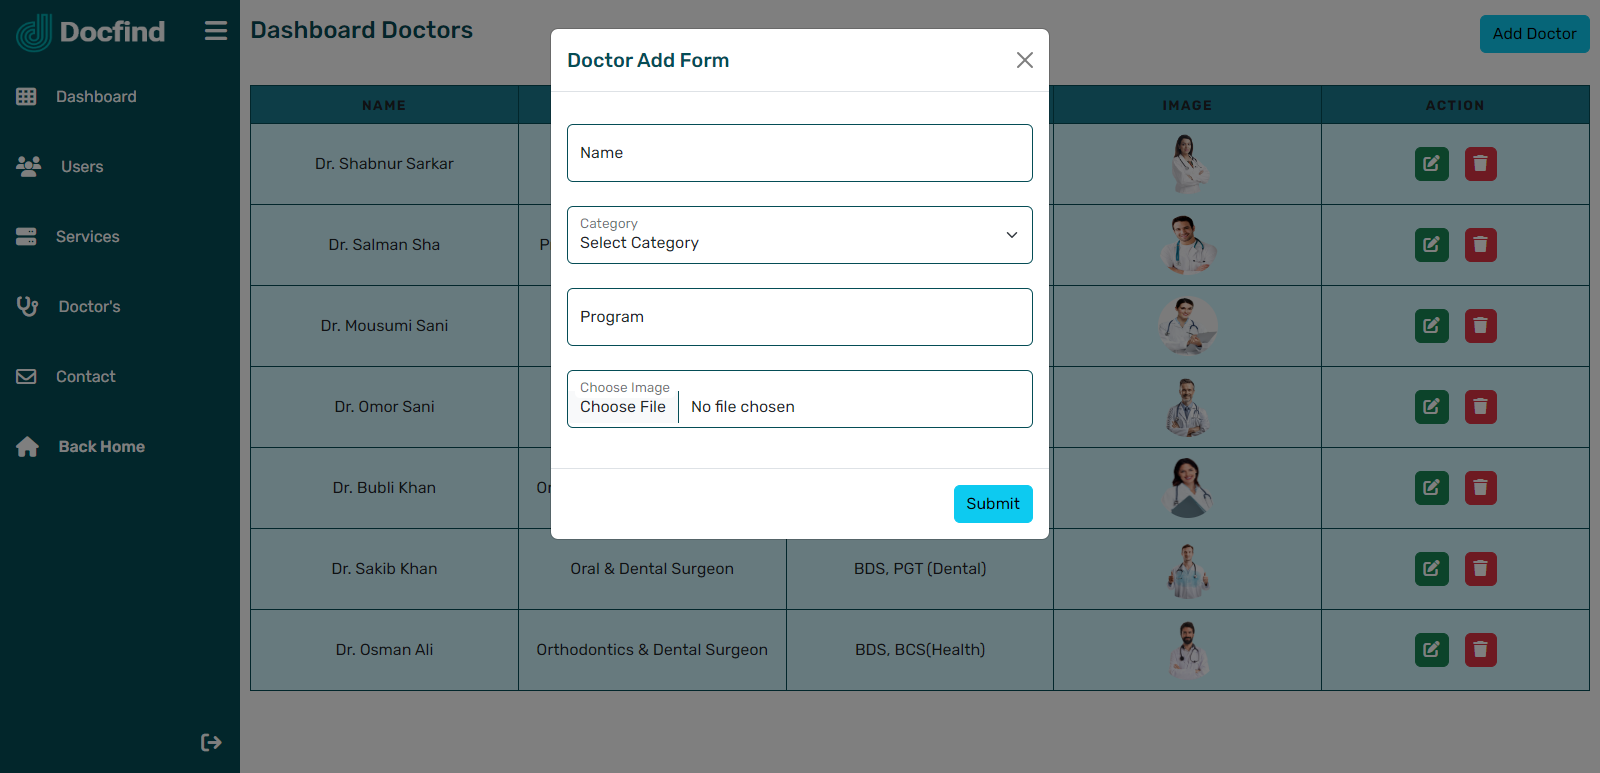 Docfind
Dashboard
Users
Services
Doctor's
Contact
Back Home
Dashboard Doctors
Add Doctor
NAME
IMAGE
ACTION
Dr. Shabnur Sarkar
Dr. Salman Sha
Dr. Mousumi Sani
Dr. Omor Sani
Dr. Bubli Khan
Dr. Sakib Khan
Oral & Dental Surgeon
BDS, PGT (Dental)
Dr. Osman Ali
Orthodontics & Dental Surgeon
BDS, BCS(Health)
Doctor Add Form
Name
Category
Select Category
Program
Choose Image
Choose File
No file chosen
Submit